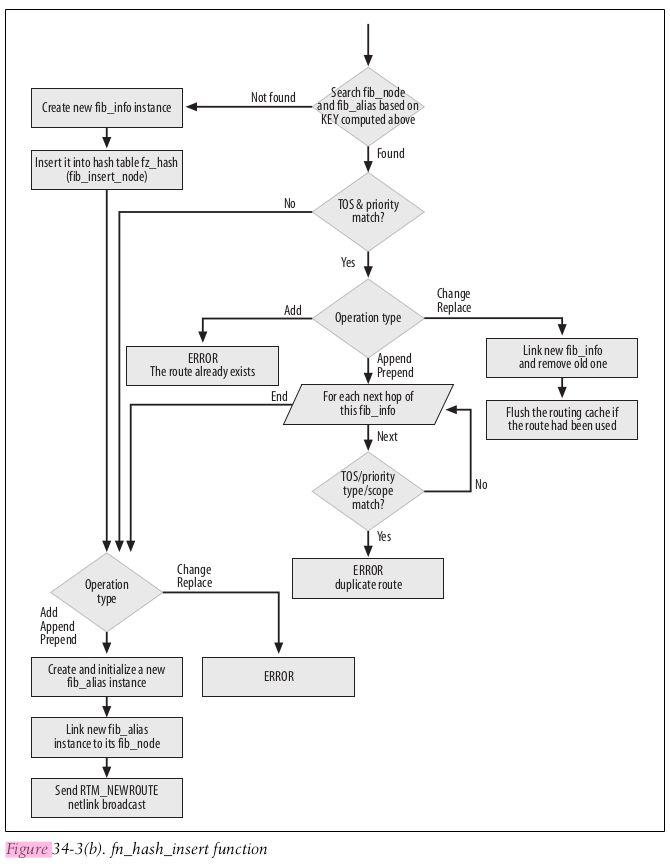 Search fib_node
and fib_alias based on
KEY computed above
Not found
Create new fib_info instance
Insert it into hash table fz_hash
(fib_insert_node)
Found
TOS & priority
match?
No
Yes
Operation type
Add
ERROR
The route already exists
Change
Replace
Link new fib_info
and remove old one
Flush the routing cache if
the route had been used
Append
Prepend
For each next hop of
this fib_info
End
Next
TOS/priority
type/scope
match?
No
Yes
ERROR
duplicate route
Operation
type
Change
Replace
ERROR
Add
Append
Prepend
Create and initialize a new
fib_alias instance
Link new fib_alias
instance to its fib_node
Send RTM_NEWROUTE
netlink broadcast
Figure 34-3(b). fn_hash_insert function